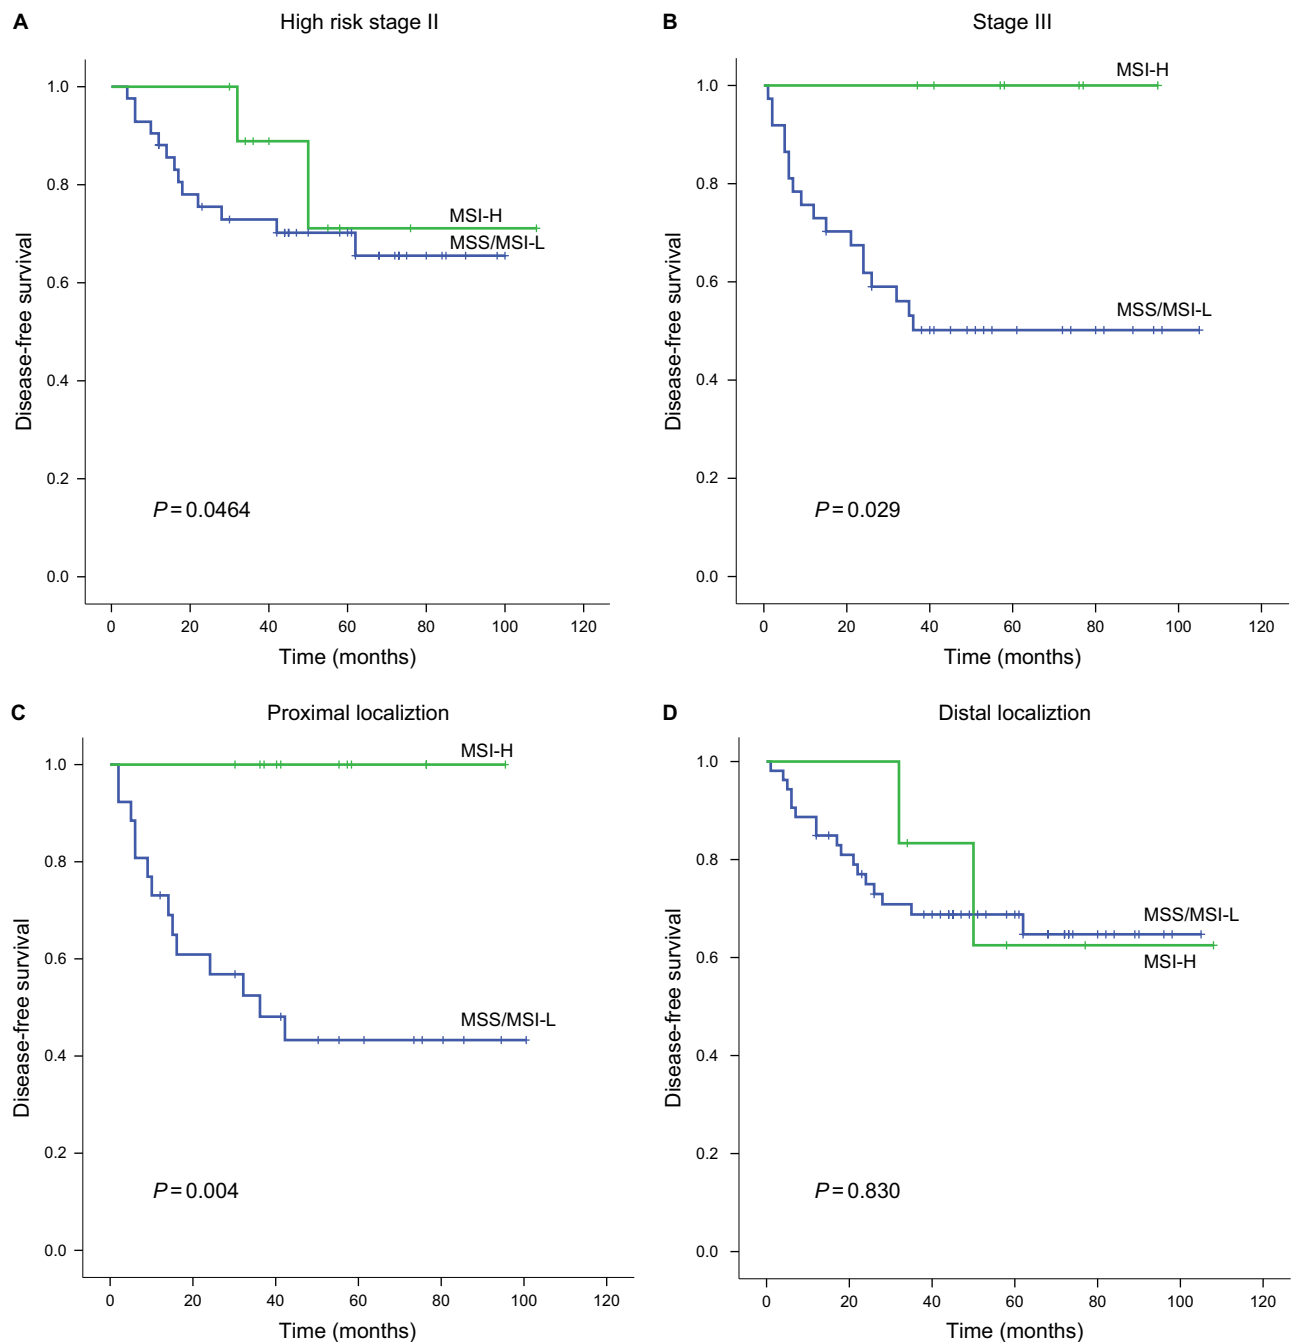 A
High risk stage II
Disease-free survival
1.0
0.8
0.6
0.4
0.2
0.0
MSI-H
MSS/MSI-L
P=0.0464
0 20 40 60 80 100 120
Time (months)
B
Stage III
Disease-free survival
1.0
0.8
0.6
0.4
0.2
0.0
MSI-H
MSS/MSI-L
P=0.029
0 20 40 60 80 100 120
Time (months)
C
Proximal localiztion
Disease-free survival
1.0
0.8
0.6
0.4
0.2
0.0
MSI-H
MSS/MSI-L
P=0.004
0 20 40 60 80 100 120
Time (months)
D
Distal localiztion
Disease-free survival
1.0
0.8
0.6
0.4
0.2
0.0
MSS/MSI-L
MSI-H
P=0.830
0 20 40 60 80 100 120
Time (months)